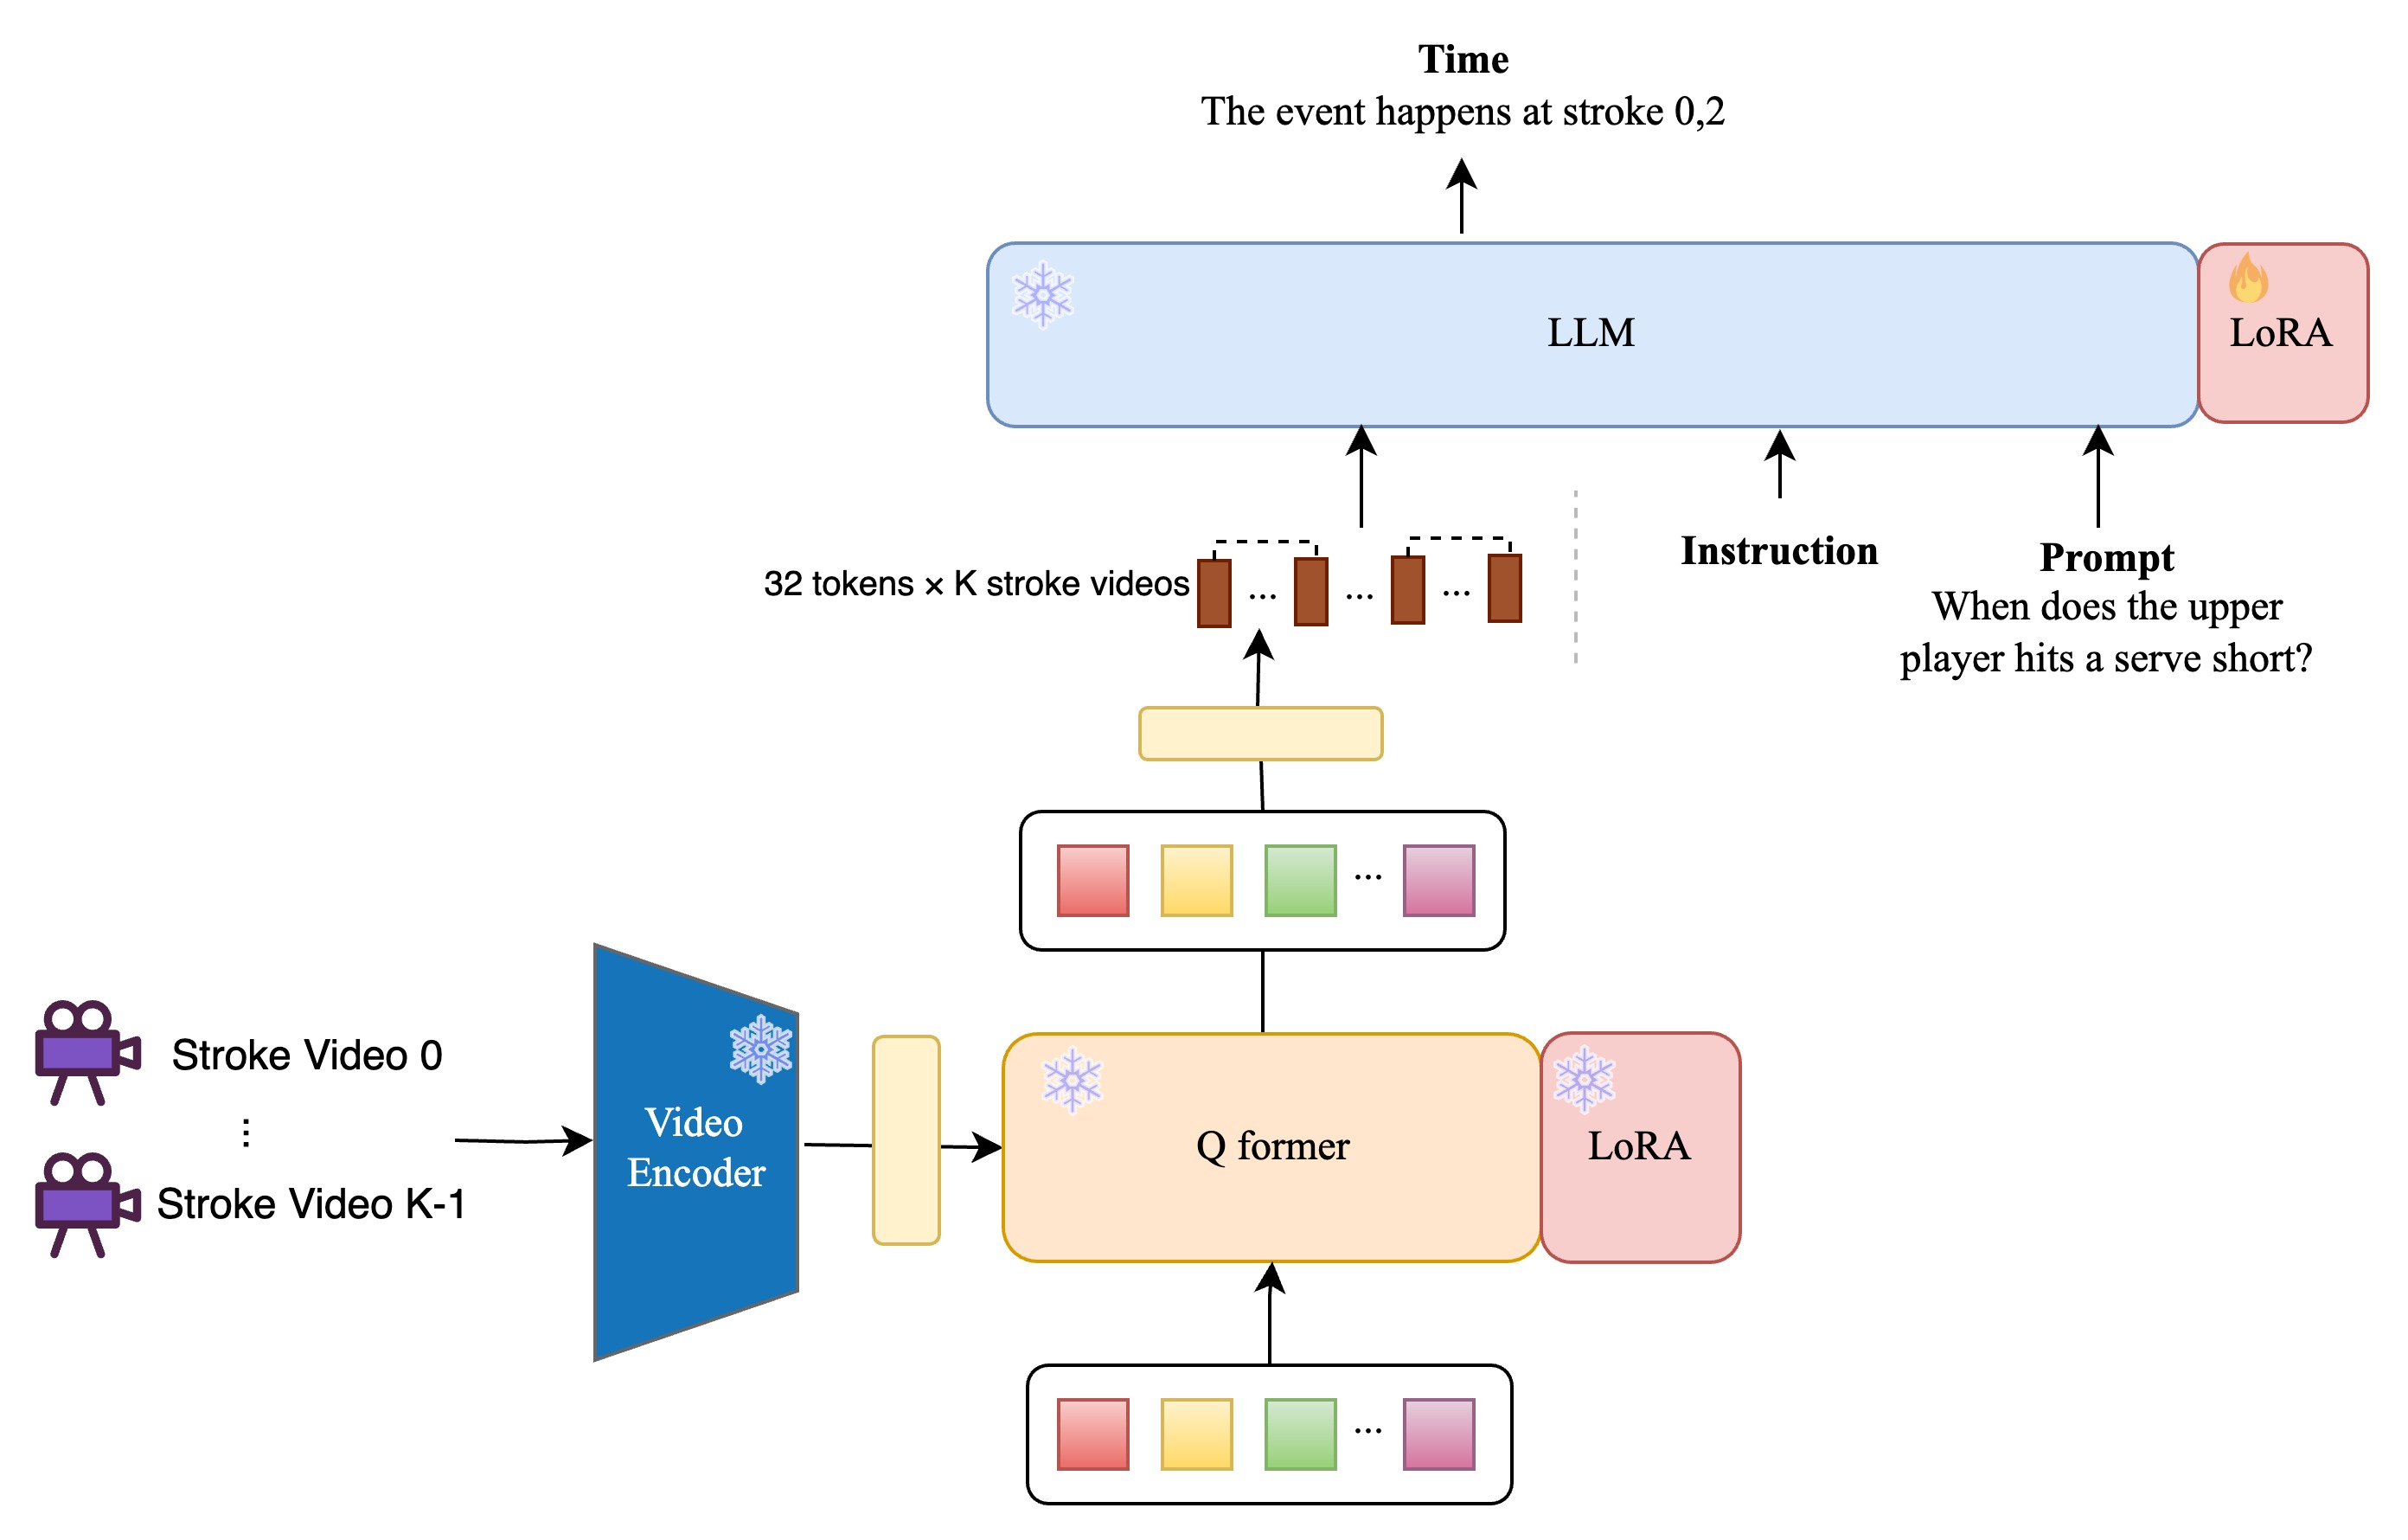 Time
The event happens at stroke 0,2
LLM
LoRA
32 tokens × K stroke videos
...
...
...
Instruction
Prompt
When does the upper
player hits a serve short?
...
Stroke Video 0
...
Stroke Video K-1
Video
Encoder
Q former
LoRA
...